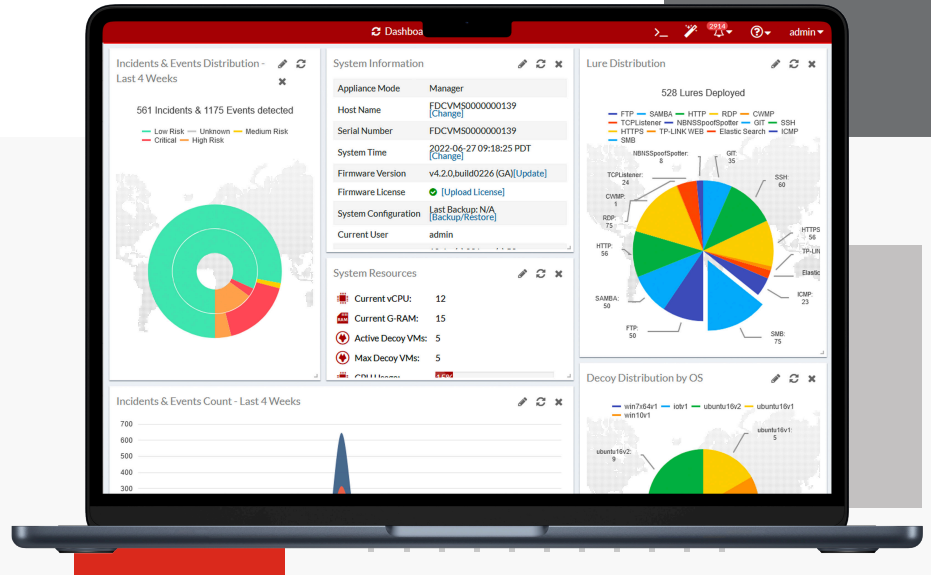 Dashboa
>_
2914
admin
Incidents & Events Distribution -
Last 4 Weeks
561 Incidents & 1175 Events detected
Low Risk
Unknown
Medium Risk
Critical
High Risk
System Information
Appliance Mode Manager
Host Name FDCVMS0000000139
[Change]
Serial Number FDCVMS0000000139
System Time 2022-06-27 09:18:25 PDT
[Change]
Firmware Version v4.2.0,build0226 (GA)[Update]
Firmware License [Upload License]
System Configuration Last Backup: N/A
[Backup/Restore]
Current User admin
System Resources
Current vCPU: 12
RAM Current G-RAM: 15
Active Decoy VMs: 5
Max Decoy VMs: 5
CPU Usage:
Lure Distribution
528 Lures Deployed
FTP SAMBA HTTP RDP CWMP
TCPListener NBNSSpoofSpotter GIT SSH
HTTPS TP-LINK WEB Elastic Search ICMP
SMB
NBNSSpoofSpotter:
8
GIT:
35
TCPListener:
24
SSH:
60
CWMP:
1
RDP:
75
HTTPS
56
HTTP:
56
TP-LIN
Elastic
ICMP:
23
SAMBA:
50
FTP:
50
SMB:
75
Incidents & Events Count - Last 4 Weeks
700
600
500
400
300
Decoy Distribution by OS
win7x64v1 iotv1 ubuntu16v2 ubuntu16v1
win10v1
ubuntu16v1:
5
ubuntu16v2:
9